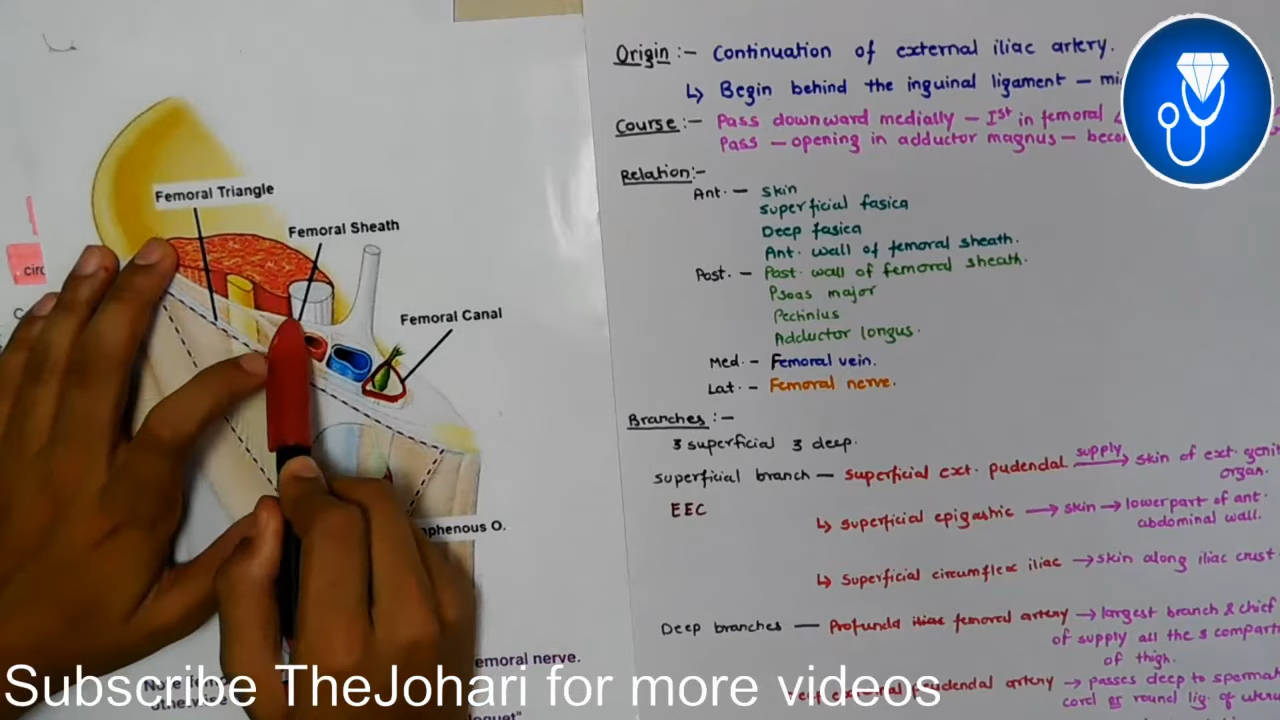 Femoral Triangle
Femoral Sheath
Femoral Canal
circ
aphenous O.
emoral nerve.
Origin :- Continuation of external iliac artery.
↳ Begin behind the inguinal ligament - mi
Course :- Pass downward medially - Ist in femoral
Pass - opening in adductor magnus - beco
Relation :-
Ant. - Skin
Superficial fasica
Deep fasica
Ant. wall of femoral sheath.
Post. - Post. wall of femoral sheath.
Psoas major
Pectinius
Adductor longus.
Med. - Femoral vein.
Lat. - Femoral nerve.
Branches :-
3 superficial 3 deep.
Superficial branch - Superficial ext. pudendal supply → skin of ext. genit
organ.
EEC
↳ Superficial epigastric → skin → lower part of ant.
abdominal wall.
↳ Superficial circumflex iliac → skin along iliac crust
Deep branches - Profunda iliac femoral artery → largest branch & chief
of supply all the 3 compart
of thigh.
artery → passes deep to spermat
cord or round lig. of uteru
Subscribe TheJohari for more videos